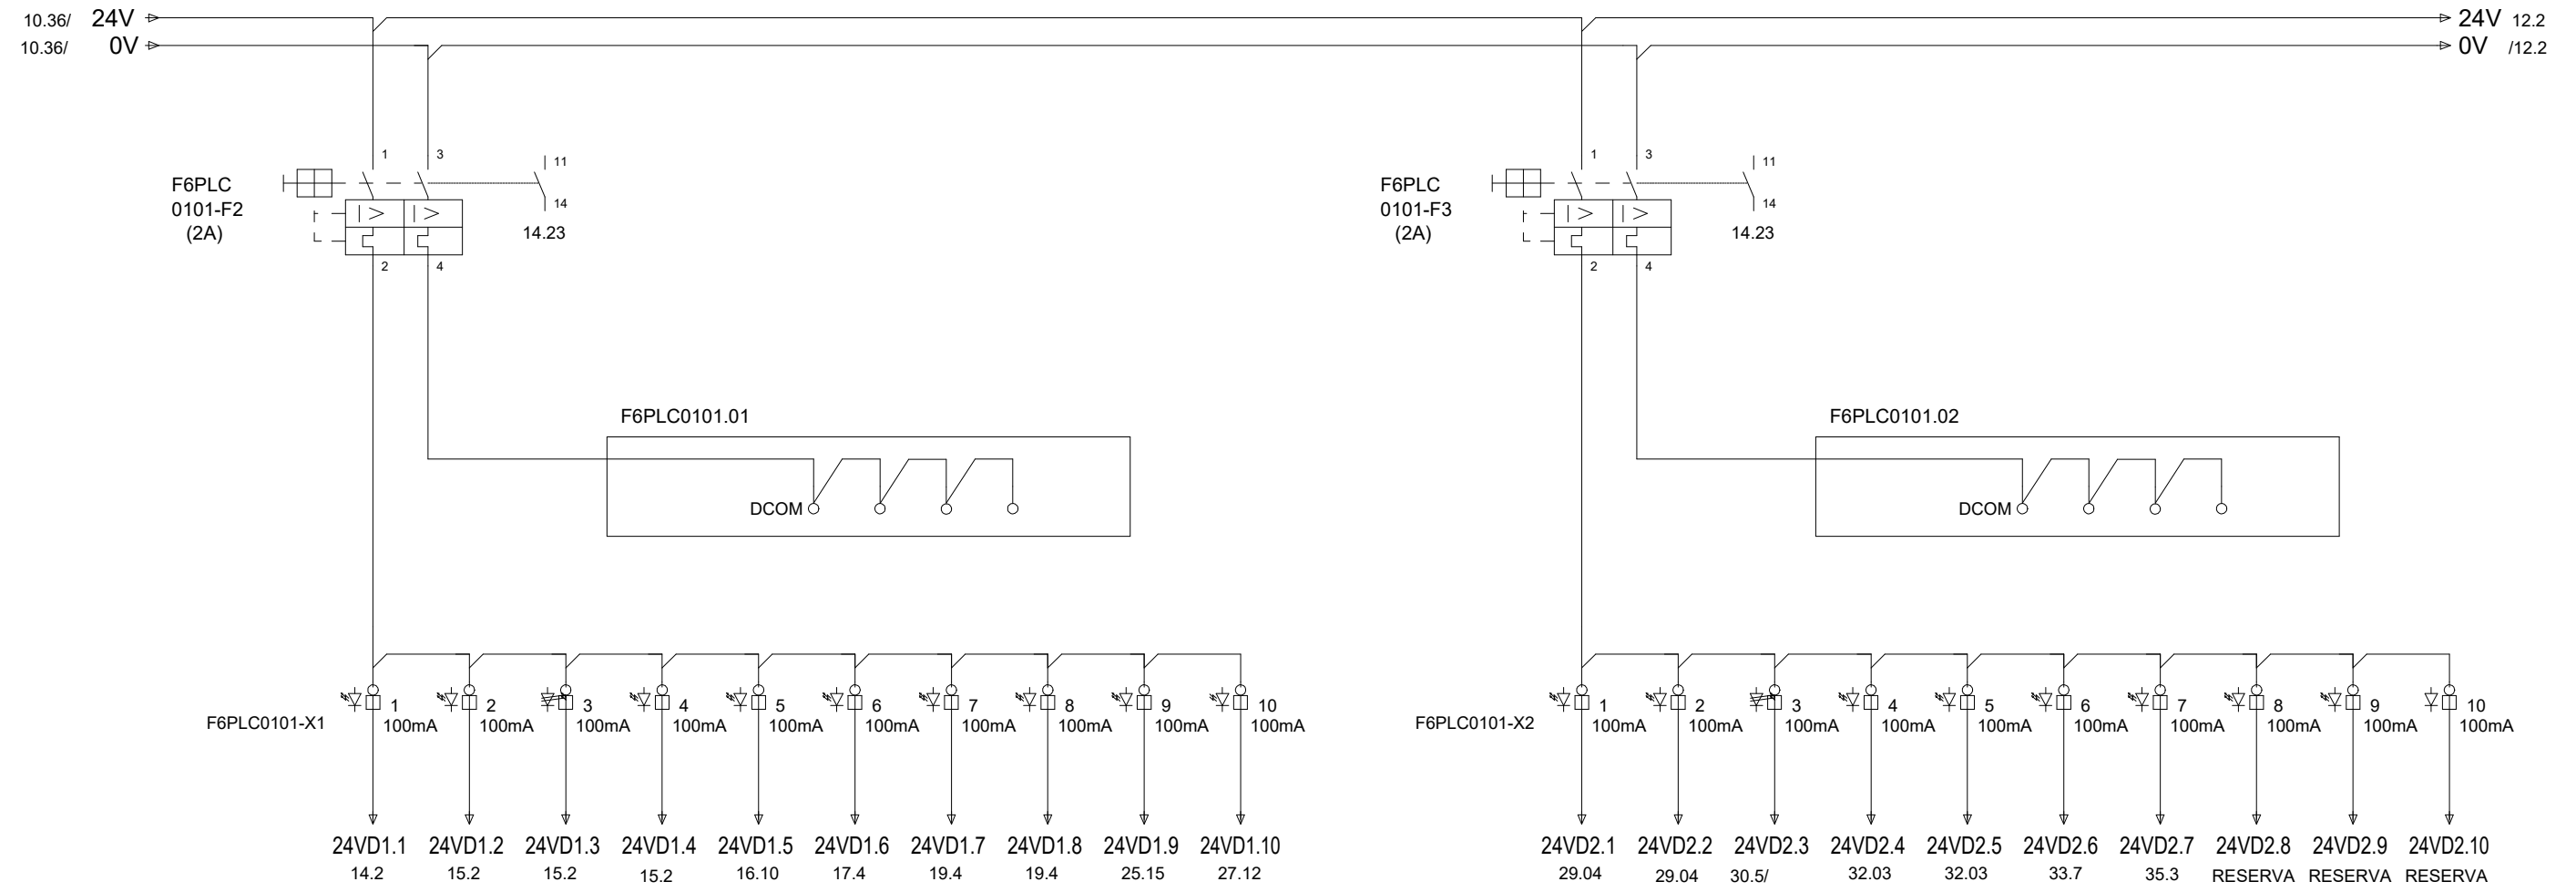 10.36/ 24V 24V 12.2
10.36/ 0V 0V /12.2
1 3 11 1 3 11
F6PLC F6PLC
0101-F2 14 0101-F3 14
(2A) 14.23 (2A) 14.23
I > I > I > I >
2 4 2 4
F6PLC0101.01 F6PLC0101.02
DCOM DCOM
1 2 3 4 5 6 7 8 9 10 1 2 3 4 5 6 7 8 9 10
F6PLC0101-X1 100mA 100mA 100mA 100mA 100mA 100mA 100mA 100mA 100mA 100mA F6PLC0101-X2 100mA 100mA 100mA 100mA 100mA 100mA 100mA 100mA 100mA 100mA
24VD1.1 24VD1.2 24VD1.3 24VD1.4 24VD1.5 24VD1.6 24VD1.7 24VD1.8 24VD1.9 24VD1.10 24VD2.1 24VD2.2 24VD2.3 24VD2.4 24VD2.5 24VD2.6 24VD2.7 24VD2.8 24VD2.9 24VD2.10
14.2 15.2 15.2 15.2 16.10 17.4 19.4 19.4 25.15 27.12 29.04 29.04 30.5/ 32.03 32.03 33.7 35.3 RESERVA RESERVA RESERVA